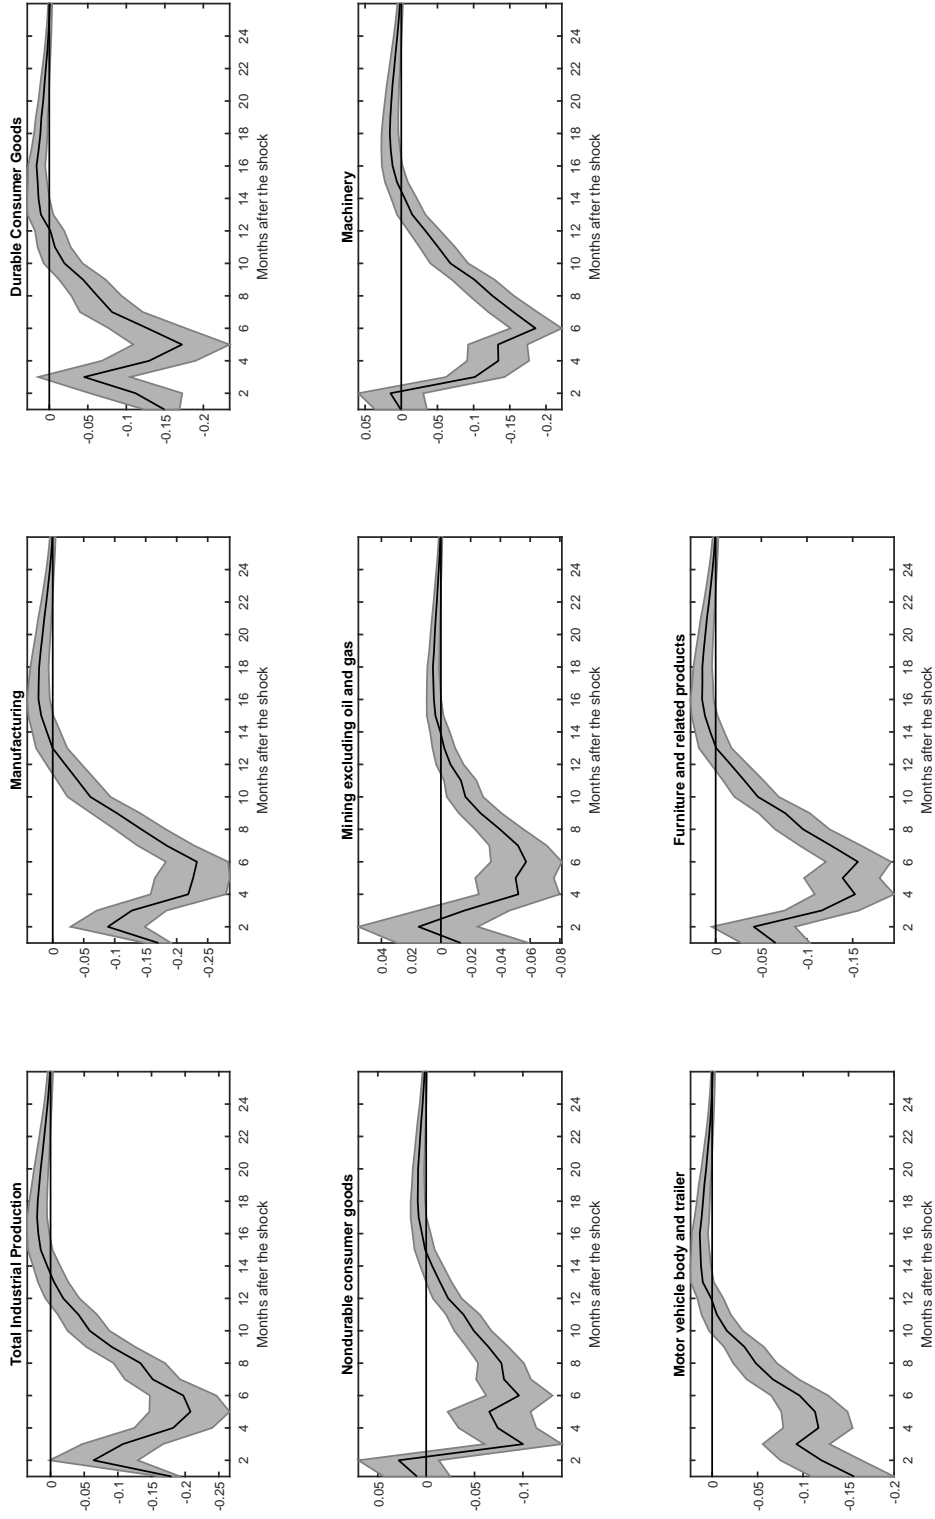 Total Industrial Production
0
-0.05
-0.1
-0.15
-0.2
-0.25
2 4 6 8 10 12 14 16 18 20 22 24
Months after the shock
Manufacturing
0
-0.05
-0.1
-0.15
-0.2
-0.25
2 4 6 8 10 12 14 16 18 20 22 24
Months after the shock
Durable Consumer Goods
0
-0.05
-0.1
-0.15
-0.2
2 4 6 8 10 12 14 16 18 20 22 24
Months after the shock
Nondurable consumer goods
0.05
0
-0.05
-0.1
2 4 6 8 10 12 14 16 18 20 22 24
Months after the shock
Mining excluding oil and gas
0.04
0.02
0
-0.02
-0.04
-0.06
-0.08
2 4 6 8 10 12 14 16 18 20 22 24
Months after the shock
Machinery
0.05
0
-0.05
-0.1
-0.15
-0.2
2 4 6 8 10 12 14 16 18 20 22 24
Months after the shock
Motor vehicle body and trailer
0
-0.05
-0.1
-0.15
-0.2
2 4 6 8 10 12 14 16 18 20 22 24
Months after the shock
Furniture and related products
0
-0.05
-0.1
-0.15
2 4 6 8 10 12 14 16 18 20 22 24
Months after the shock